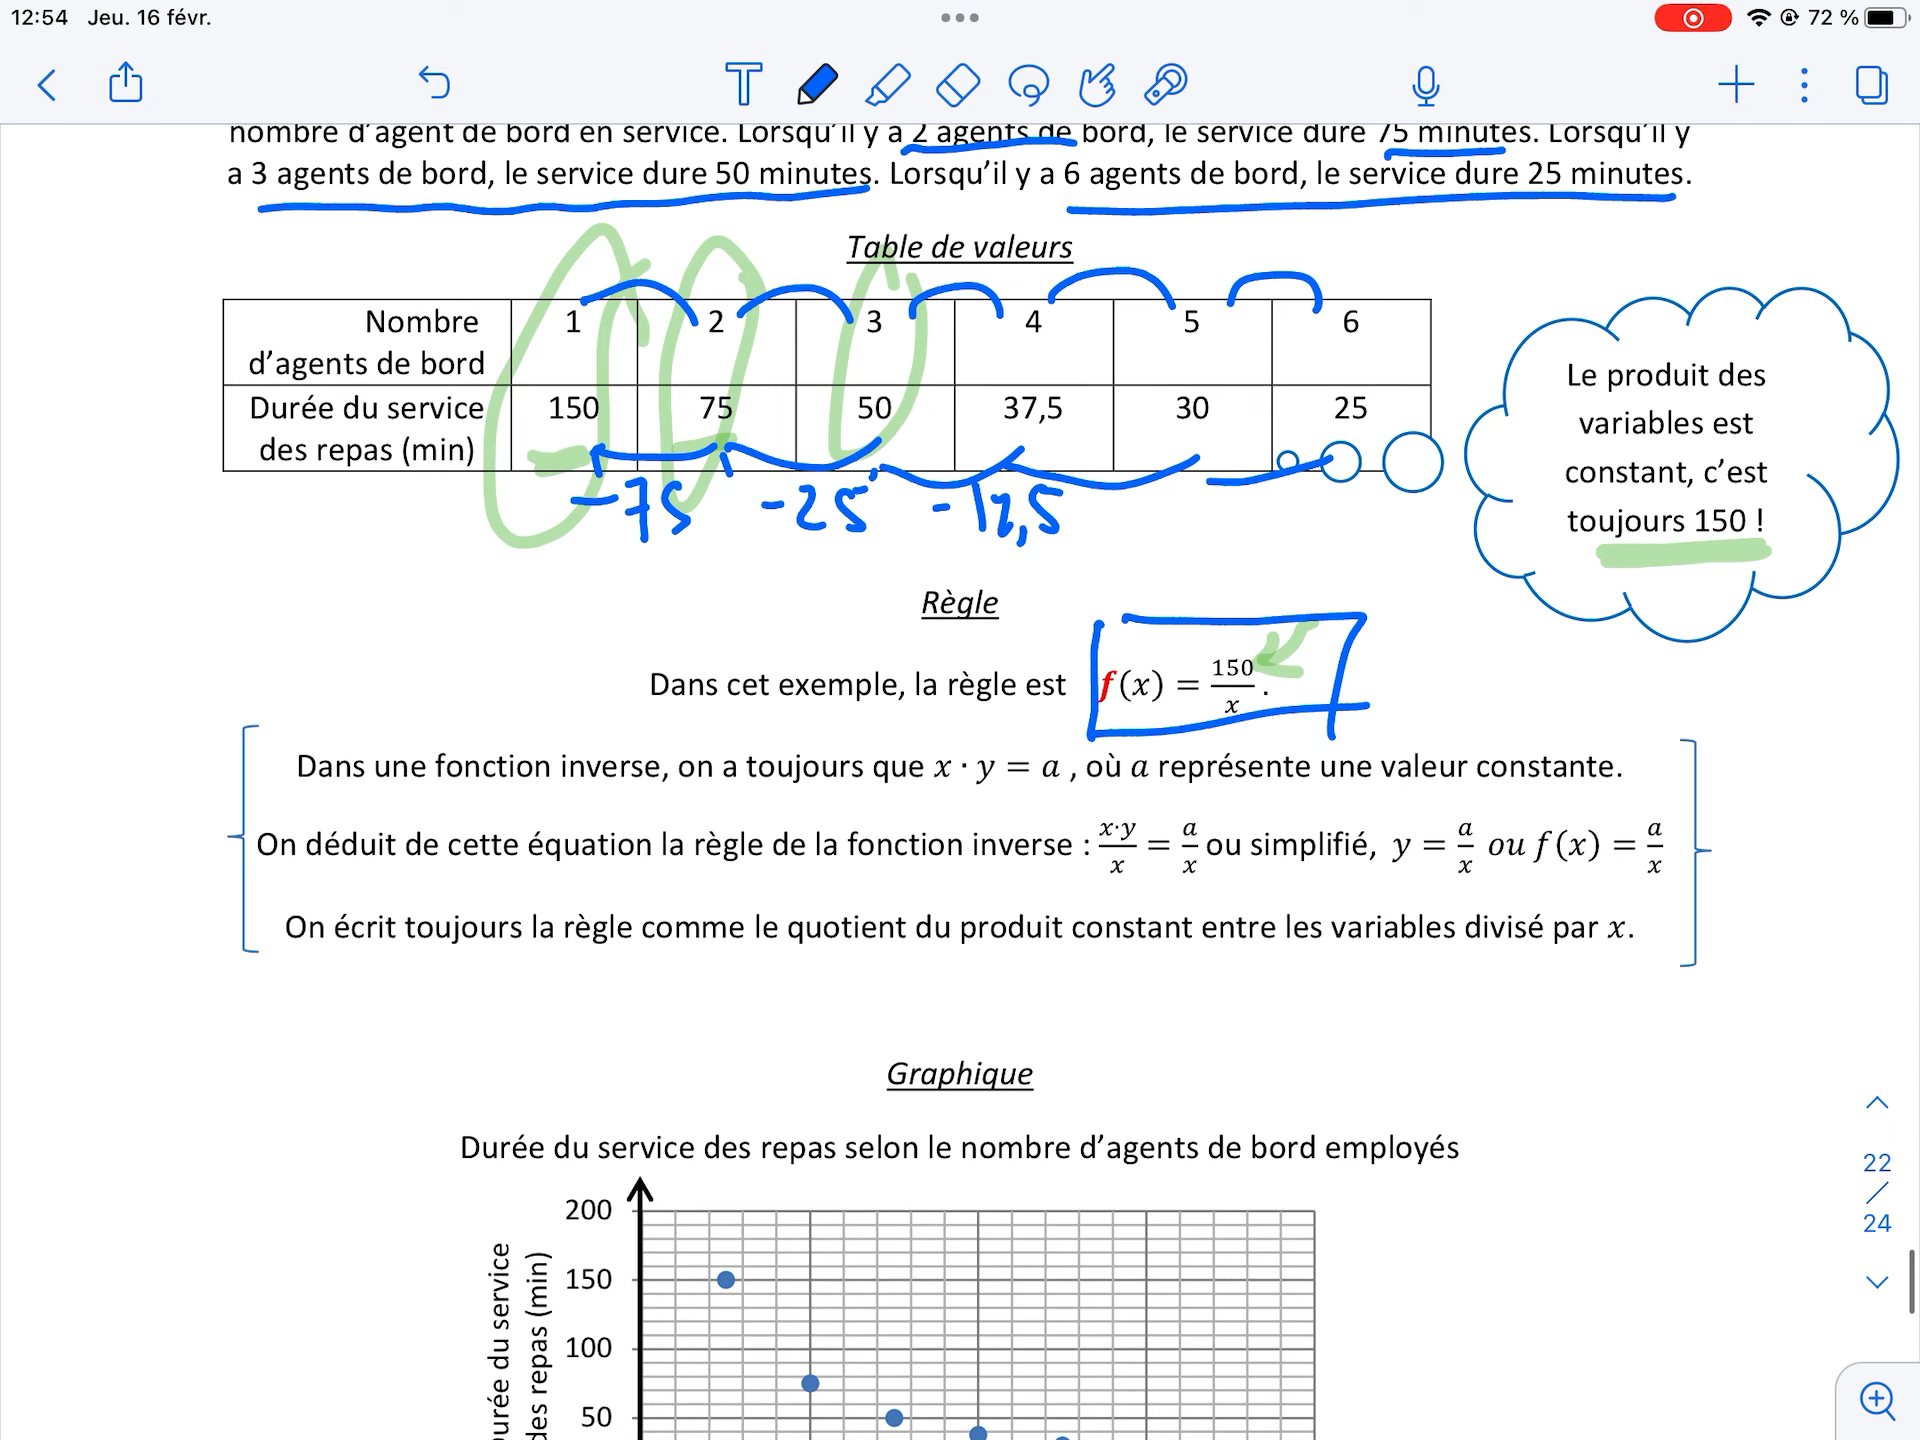 12:54 Jeu. 16 févr.
72 %
nombre d'agent de bord en service. Lorsqu'il y a 2 agents de bord, le service dure 75 minutes. Lorsqu'il y
a 3 agents de bord, le service dure 50 minutes. Lorsqu'il y a 6 agents de bord, le service dure 25 minutes.
Table de valeurs
Nombre d'agents de bord 1 2 3 4 5 6
Durée du service des repas (min) 150 75 50 37,5 30 25
-75 -25 -12,5
Le produit des
variables est
constant, c'est
toujours 150 !
Règle
Dans cet exemple, la règle est f(x) = 150/x.
Dans une fonction inverse, on a toujours que x · y = a , où a représente une valeur constante.
On déduit de cette équation la règle de la fonction inverse : x·y/x = a/x ou simplifié, y = a/x ou f(x) = a/x
On écrit toujours la règle comme le quotient du produit constant entre les variables divisé par x.
Graphique
Durée du service des repas selon le nombre d'agents de bord employés
200
150
100
50
22
/
24